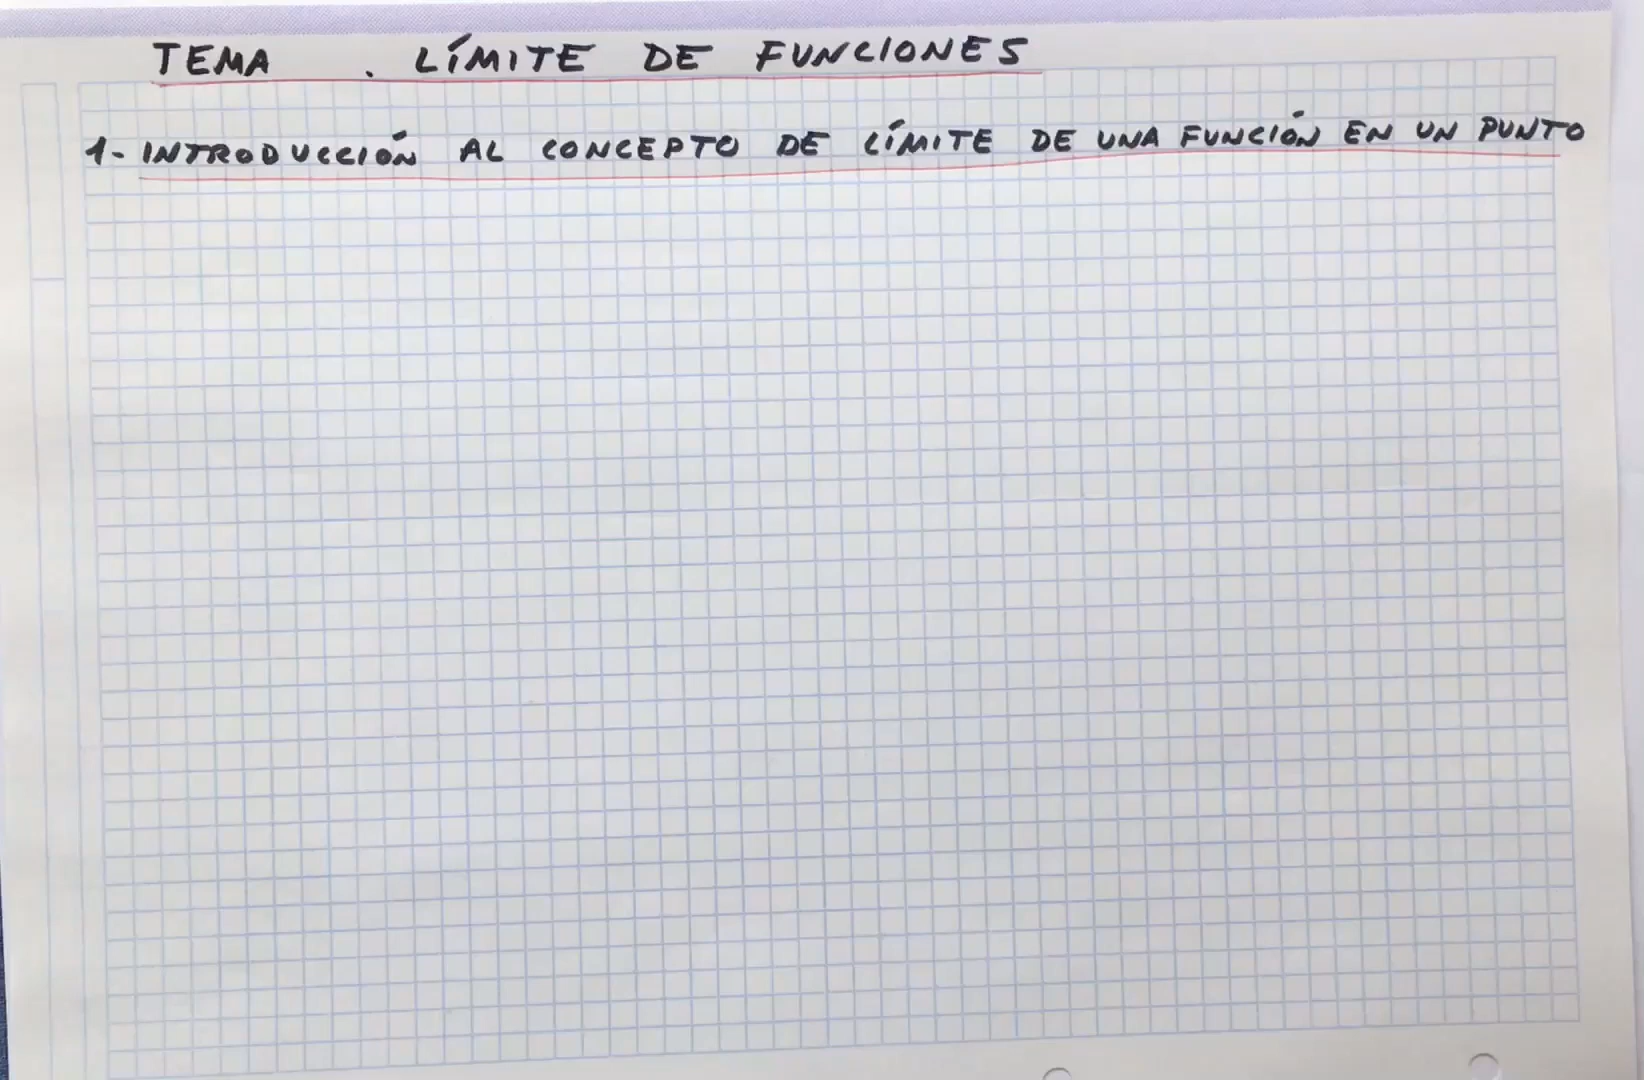 TEMA . LÍMITE DE FUNCIONES
1- INTRODUCCIÓN AL CONCEPTO DE LÍMITE DE UNA FUNCIÓN EN UN PUNTO